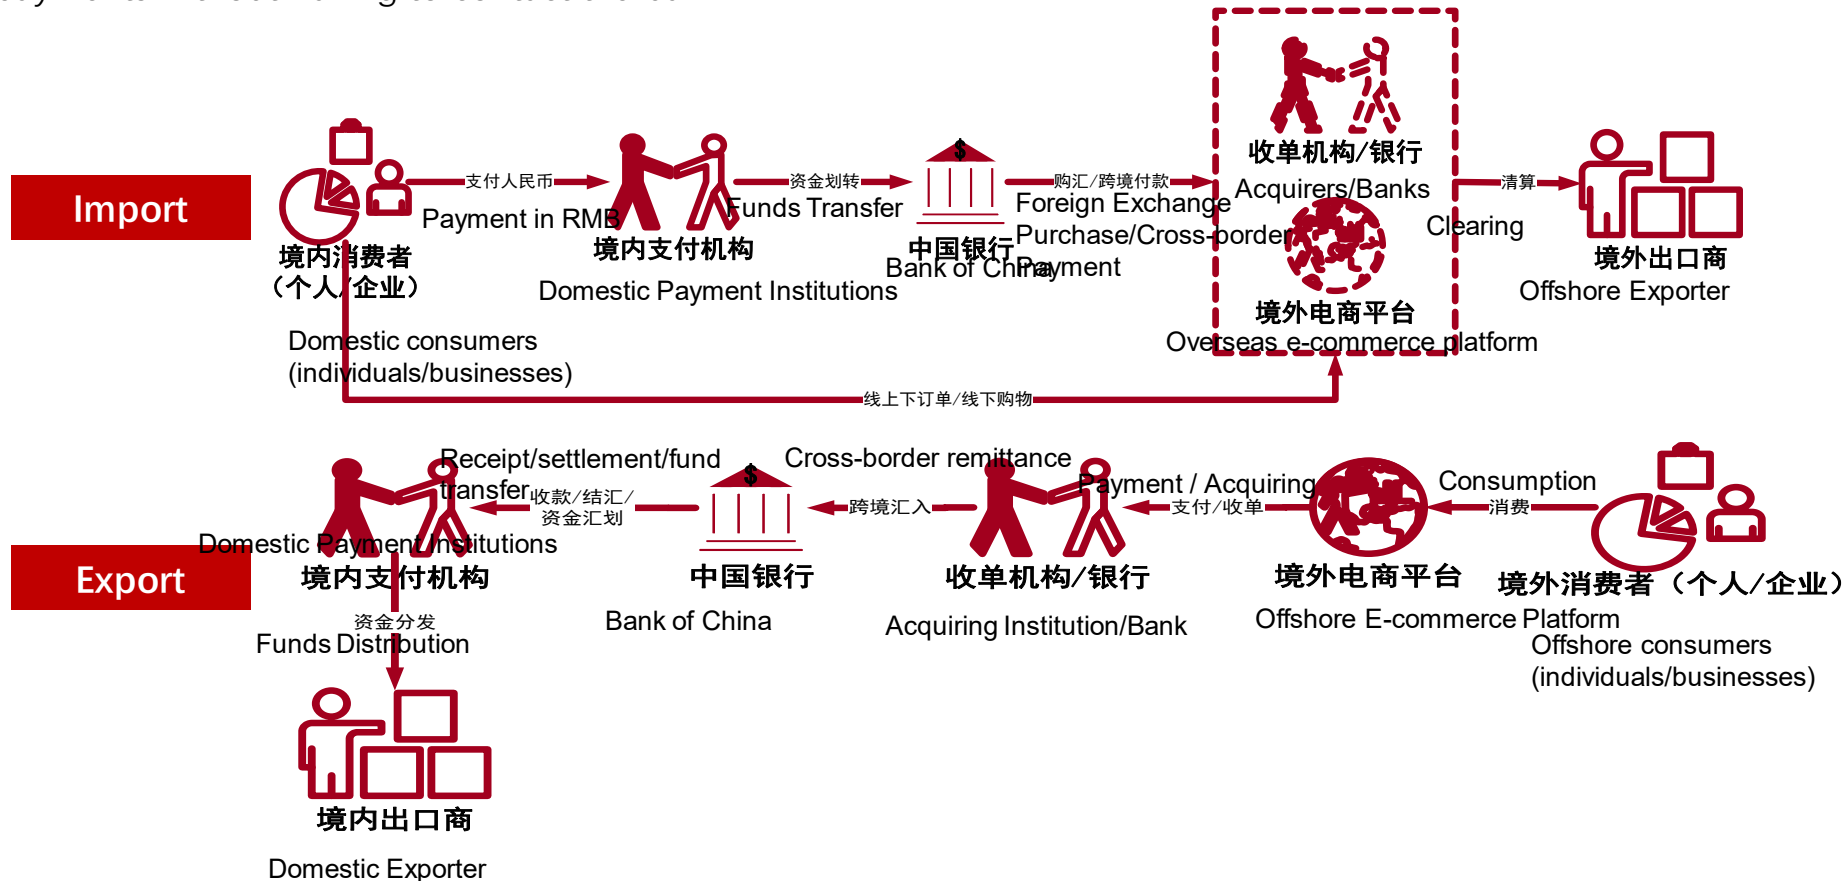 Import
支付人民币
Payment in RMB
资金划转
Funds Transfer
购汇/跨境付款
Foreign Exchange
Purchase/Cross-border
Payment
收单机构/银行
Acquirers/Banks
清算
Clearing
境内消费者
（个人/企业）
Domestic consumers
(individuals/businesses)
境内支付机构
Domestic Payment Institutions
$
中国银行
Bank of China
境外电商平台
Overseas e-commerce platform
境外出口商
Offshore Exporter
线上下订单/线下购物
Export
Receipt/settlement/fund
transfer
收款/结汇/
资金汇划
Cross-border remittance
跨境汇入
Payment / Acquiring
支付/收单
Consumption
消费
Domestic Payment Institutions
境内支付机构
$
中国银行
Bank of China
收单机构/银行
Acquiring Institution/Bank
境外电商平台
Offshore E-commerce Platform
境外消费者（个人/企业）
Offshore consumers
(individuals/businesses)
资金分发
Funds Distribution
境内出口商
Domestic Exporter